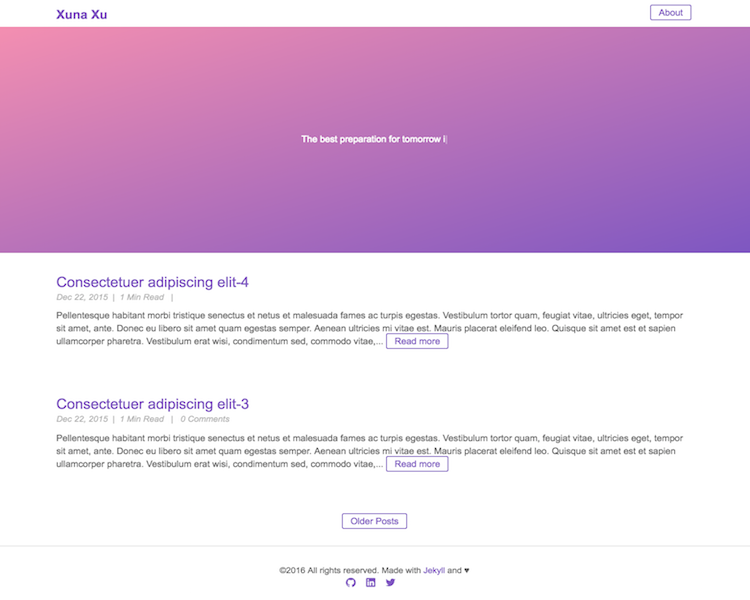 Xuna Xu
About
The best preparation for tomorrow i
Consectetuer adipiscing elit-4
Dec 22, 2015 | 1 Min Read |
Pellentesque habitant morbi tristique senectus et netus et malesuada fames ac turpis egestas. Vestibulum tortor quam, feugiat vitae, ultricies eget, tempor
sit amet, ante. Donec eu libero sit amet quam egestas semper. Aenean ultricies mi vitae est. Mauris placerat eleifend leo. Quisque sit amet est et sapien
ullamcorper pharetra. Vestibulum erat wisi, condimentum sed, commodo vitae,... Read more
Consectetuer adipiscing elit-3
Dec 22, 2015 | 1 Min Read | 0 Comments
Pellentesque habitant morbi tristique senectus et netus et malesuada fames ac turpis egestas. Vestibulum tortor quam, feugiat vitae, ultricies eget, tempor
sit amet, ante. Donec eu libero sit amet quam egestas semper. Aenean ultricies mi vitae est. Mauris placerat eleifend leo. Quisque sit amet est et sapien
ullamcorper pharetra. Vestibulum erat wisi, condimentum sed, commodo vitae,... Read more
Older Posts
©2016 All rights reserved. Made with Jekyll and ♥